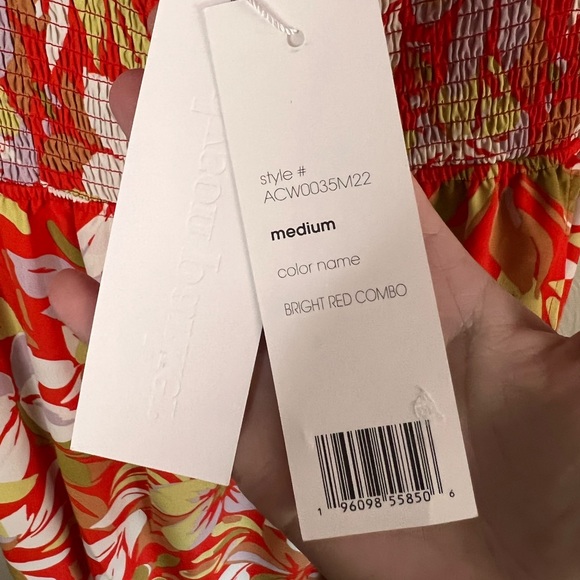 style #
ACW0035M22
medium
color name
BRIGHT RED COMBO
1 96098 55850 6